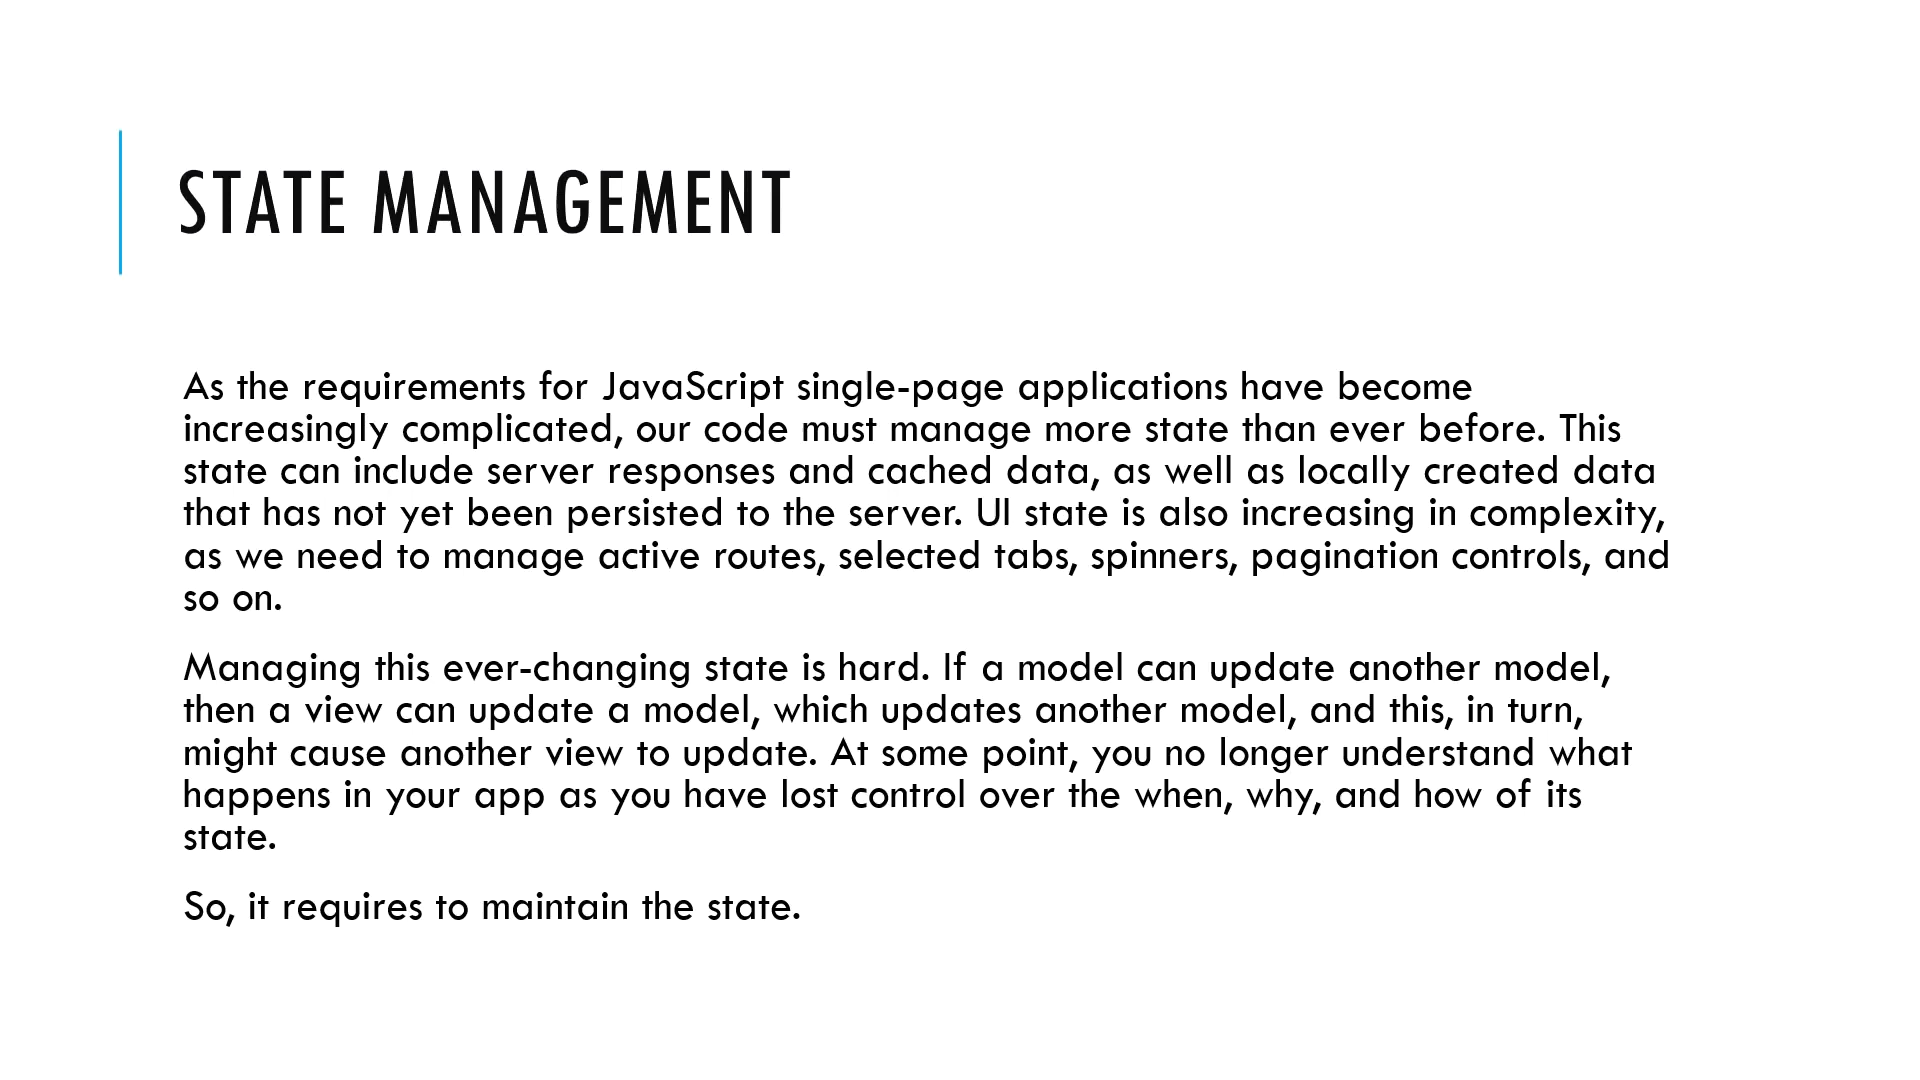 STATE MANAGEMENT
As the requirements for JavaScript single-page applications have become
increasingly complicated, our code must manage more state than ever before. This
state can include server responses and cached data, as well as locally created data
that has not yet been persisted to the server. UI state is also increasing in complexity,
as we need to manage active routes, selected tabs, spinners, pagination controls, and
so on.
Managing this ever-changing state is hard. If a model can update another model,
then a view can update a model, which updates another model, and this, in turn,
might cause another view to update. At some point, you no longer understand what
happens in your app as you have lost control over the when, why, and how of its
state.
So, it requires to maintain the state.